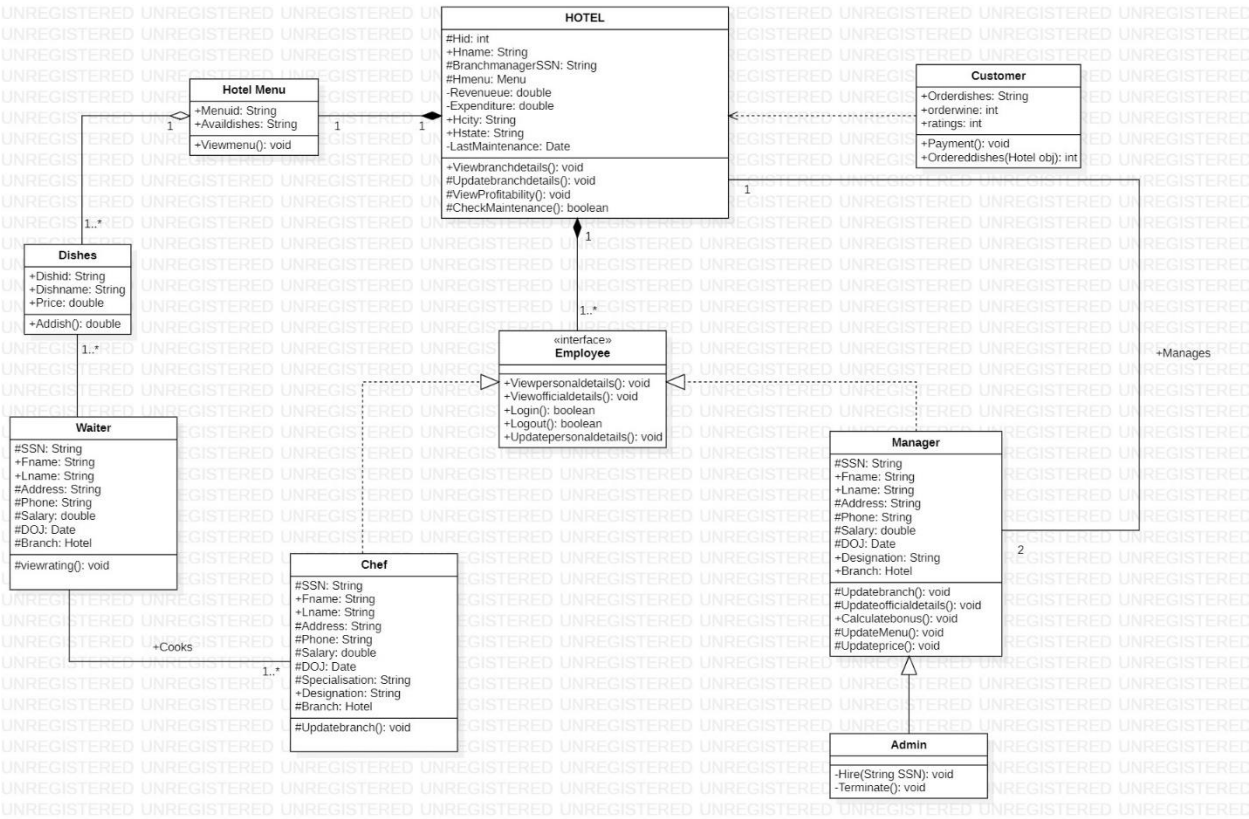 HOTEL
#Hid: int
+Hname: String
#BranchmanagerSSN: String
#Hmenu: Menu
-Revenueue: double
-Expenditure: double
+Hcity: String
+Hstate: String
-LastMaintenance: Date
+Viewbranchdetails(): void
#Updatebranchdetails(): void
#ViewProfitability(): void
#CheckMaintenance(): boolean
Hotel Menu
+Menuid: String
+Availdishes: String
+Viewmenu(): void
Customer
+Orderdishes: String
+orderwine: int
+ratings: int
+Payment(): void
+Ordereddishes(Hotel obj): int
1
1
1
1
1
1..*
1..*
Dishes
+Dishid: String
+Dishname: String
+Price: double
+Addish(): double
1..*
«interface»
Employee
+Viewpersonaldetails(): void
+Viewofficialdetails(): void
+Login(): boolean
+Logout(): boolean
+Updatepersonaldetails(): void
+Manages
Waiter
#SSN: String
+Fname: String
+Lname: String
#Address: String
#Phone: String
#Salary: double
#DOJ: Date
#Branch: Hotel
#viewrating(): void
Manager
#SSN: String
+Fname: String
+Lname: String
#Address: String
#Phone: String
#Salary: double
#DOJ: Date
+Designation: String
+Branch: Hotel
#Updatebranch(): void
#Updateofficialdetails(): void
+Calculatebonus(): void
#UpdateMenu(): void
#Updateprice(): void
2
Chef
#SSN: String
+Fname: String
+Lname: String
#Address: String
#Phone: String
#Salary: double
#DOJ: Date
#Specialisation: String
+Designation: String
#Branch: Hotel
#Updatebranch(): void
+Cooks
1..*
Admin
-Hire(String SSN): void
-Terminate(): void
UNREGISTERED